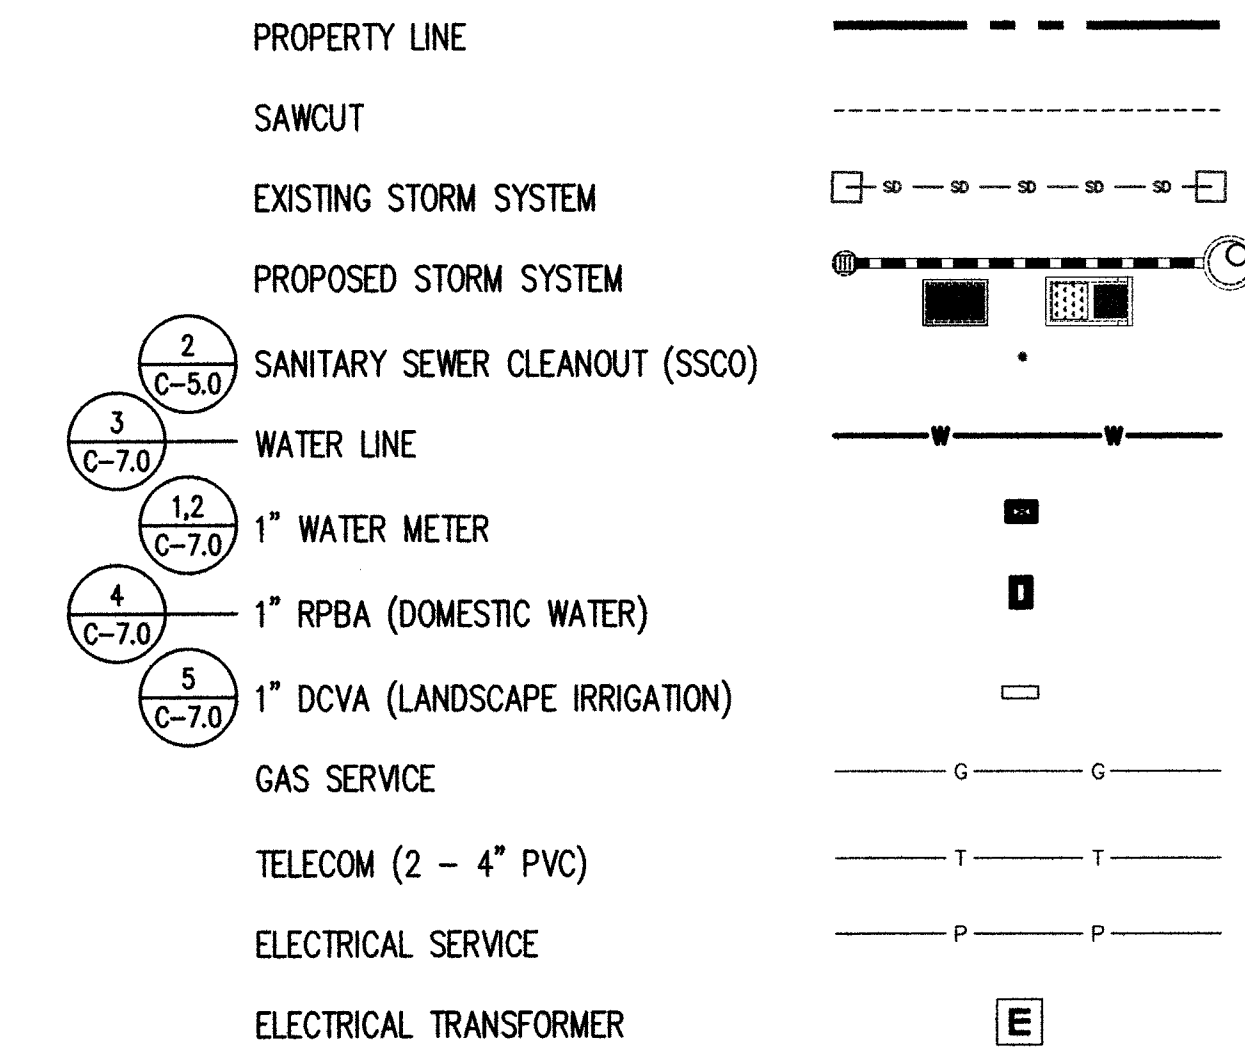 PROPERTY LINE
SAWCUT
EXISTING STORM SYSTEM SD SD SD SD SD
PROPOSED STORM SYSTEM
2 C-5.0 SANITARY SEWER CLEANOUT (SSCO)
3 C-7.0 WATER LINE W W
1,2 C-7.0 1" WATER METER
4 C-7.0 1" RPBA (DOMESTIC WATER)
5 C-7.0 1" DCVA (LANDSCAPE IRRIGATION)
GAS SERVICE G G
TELECOM (2 - 4" PVC) T T
ELECTRICAL SERVICE P P
ELECTRICAL TRANSFORMER E